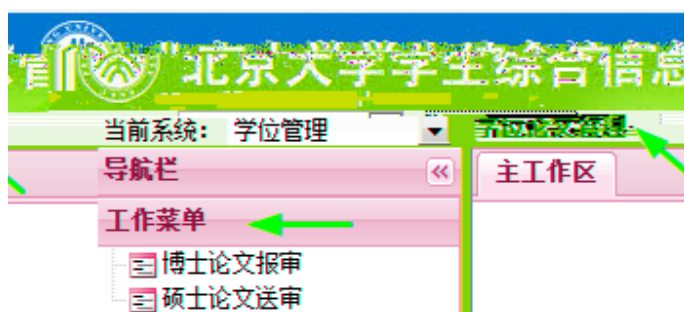 北京大学学生综合信息
当前系统： 学位管理
导航栏
主工作区
工作菜单
博士论文报审
硕士论文送审